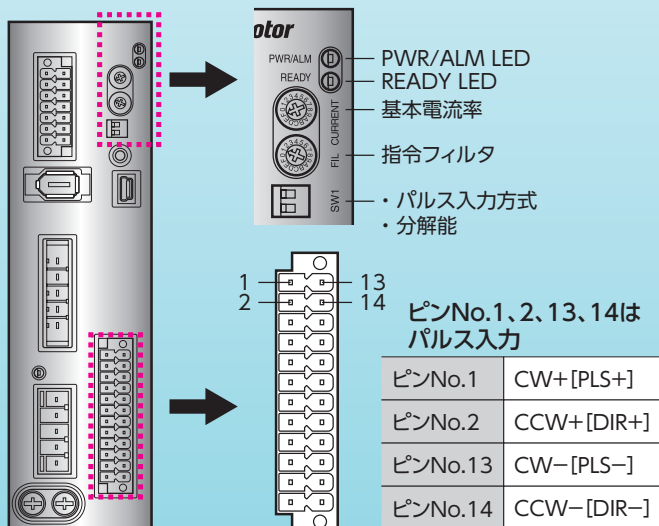 otor
PWR/ALM
READY
CURRENT
FIL
SW1
PWR/ALM LED
READY LED
基本電流率
指令フィルタ
・パルス入力方式
・分解能
1
13
2
14
ピンNo.1、2、13、14は
パルス入力
ピンNo.1 CW+[PLS+]
ピンNo.2 CCW+[DIR+]
ピンNo.13 CW−[PLS−]
ピンNo.14 CCW−[DIR−]